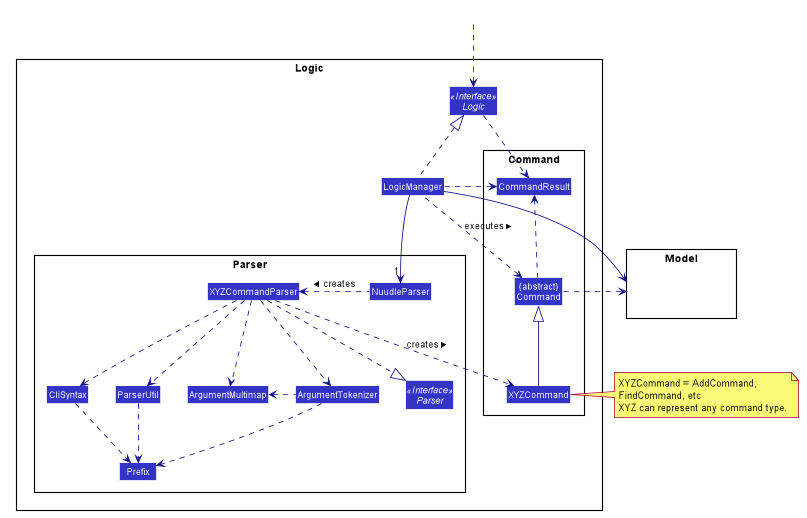 Logic
«Interface»
Logic
Command
LogicManager
CommandResult
executes ►
Parser
Model
XYZCommandParser
◄ creates
1
NuudleParser
{abstract}
Command
creates ►
CliSyntax
ParserUtil
ArgumentMultimap
ArgumentTokenizer
«Interface»
Parser
XYZCommand
XYZCommand = AddCommand,
FindCommand, etc
XYZ can represent any command type.
Prefix